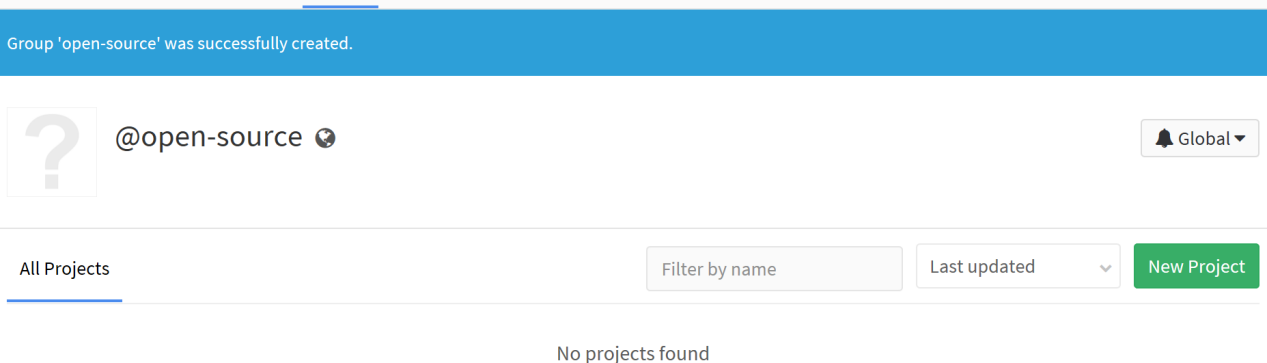 Group 'open-source' was successfully created.
@open-source
Global
All Projects
Filter by name
Last updated
New Project
No projects found